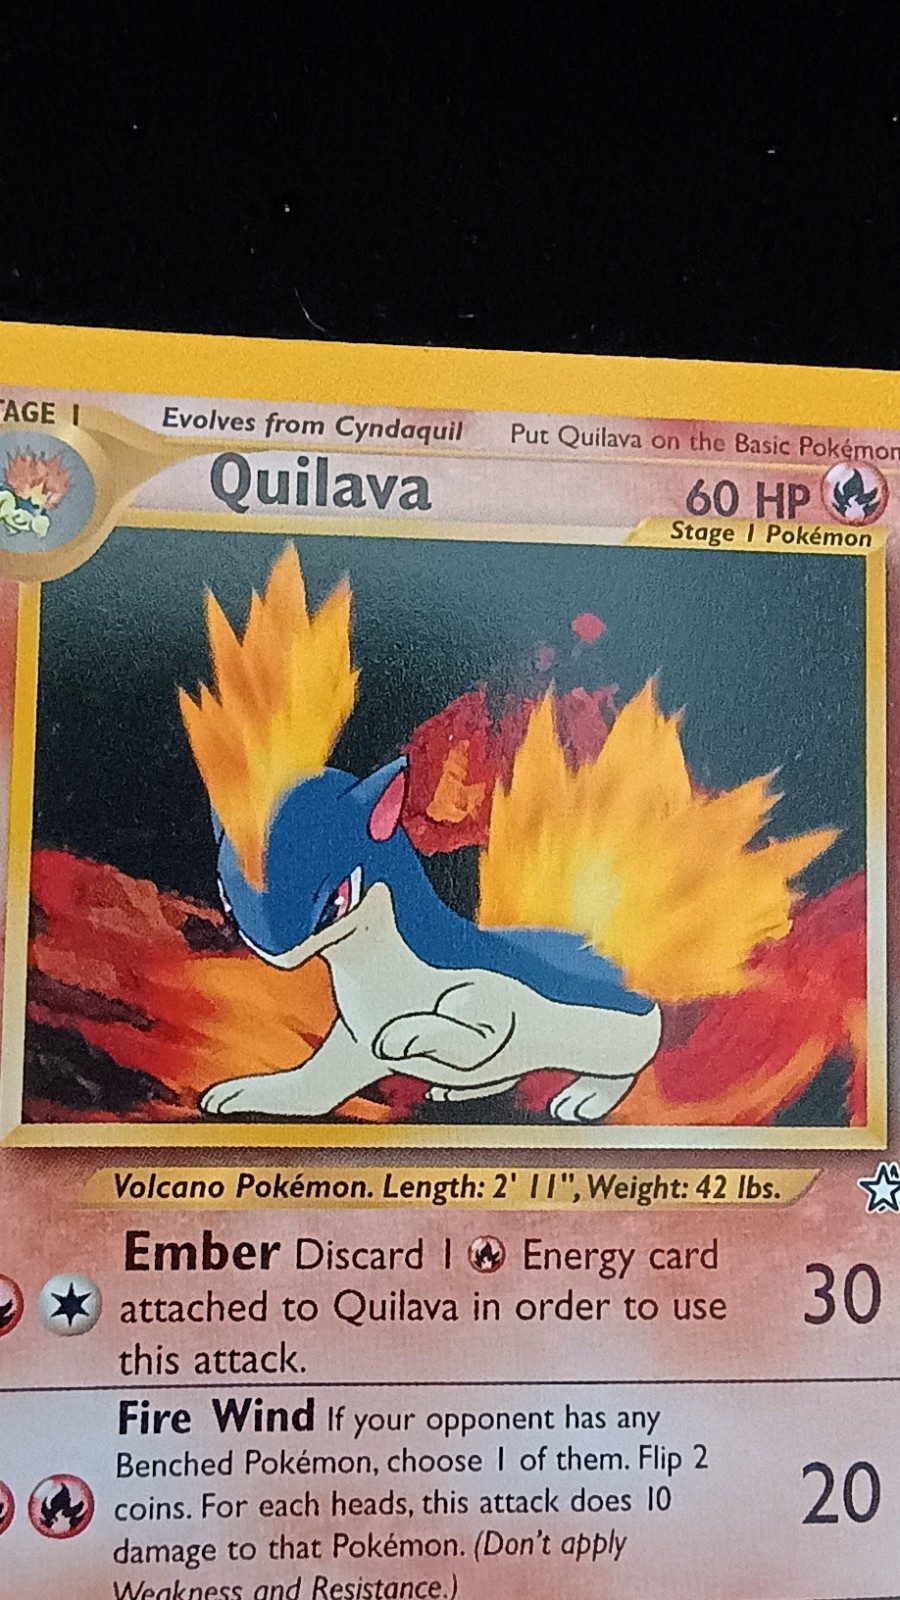 TAGE 1
Evolves from Cyndaquil Put Quilava on the Basic Pokémon
Quilava 60 HP
Stage 1 Pokémon
Volcano Pokémon. Length: 2' 11", Weight: 42 lbs.
Ember Discard 1 Energy card
attached to Quilava in order to use
this attack.
30
Fire Wind If your opponent has any
Benched Pokémon, choose 1 of them. Flip 2
coins. For each heads, this attack does 10
damage to that Pokémon. (Don't apply
Weakness and Resistance.)
20